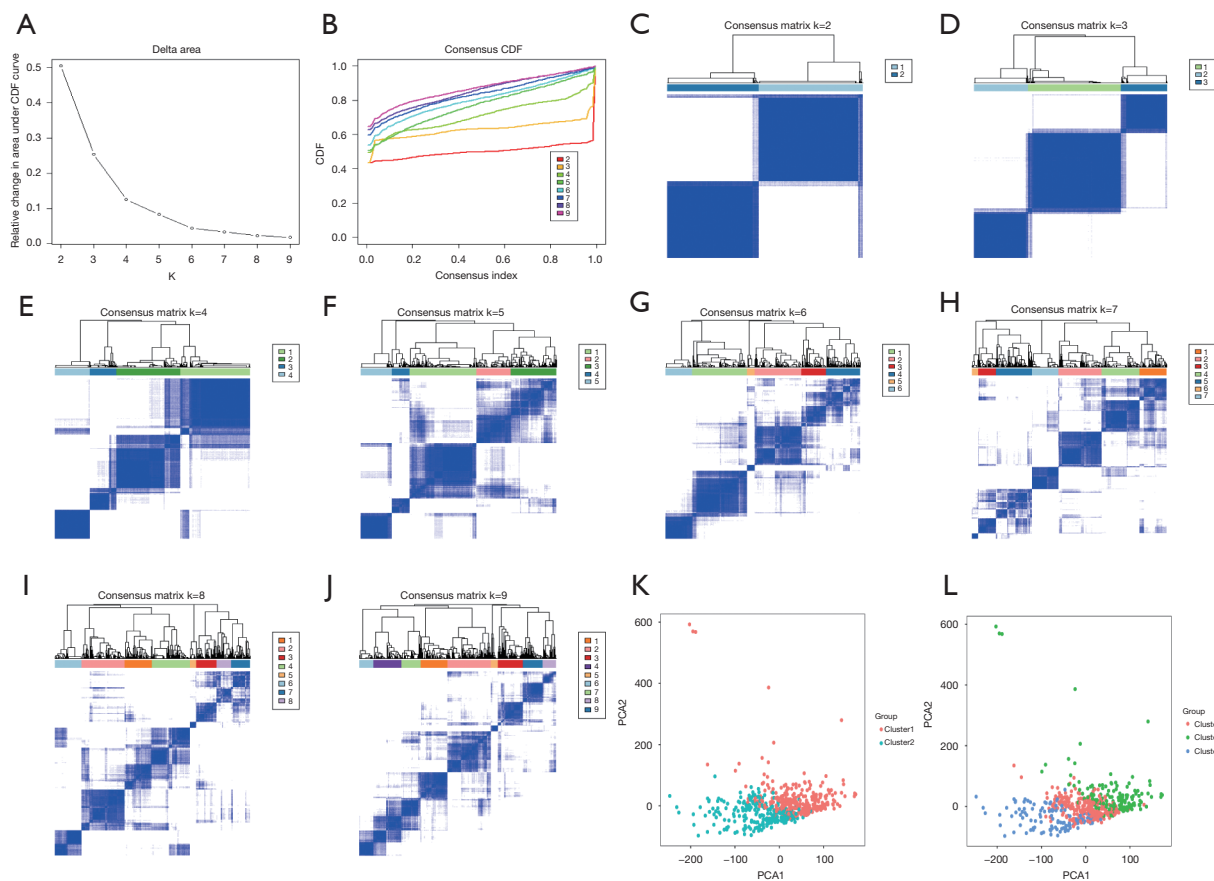 A
Delta area
Relative change in area under CDF curve
0.5
0.4
0.3
0.2
0.1
0.0
2 3 4 5 6 7 8 9
K
B
Consensus CDF
CDF
1.0
0.8
0.6
0.4
0.2
0.0
0.0 0.2 0.4 0.6 0.8 1.0
Consensus index
2
3
4
5
6
7
8
9
C
Consensus matrix k=2
1
2
D
Consensus matrix k=3
1
2
3
E
Consensus matrix k=4
1
2
3
4
F
Consensus matrix k=5
1
2
3
4
5
G
Consensus matrix k=6
1
2
3
4
5
6
H
Consensus matrix k=7
1
2
3
4
5
6
7
I
Consensus matrix k=8
1
2
3
4
5
6
7
8
J
Consensus matrix k=9
1
2
3
4
5
6
7
8
9
K
PCA2
600
400
200
0
−200 −100 0 100
PCA1
Group
Cluster1
Cluster2
L
PCA2
600
400
200
0
−200 −100 0 100
PCA1
Group
Cluste
Cluste
Cluste